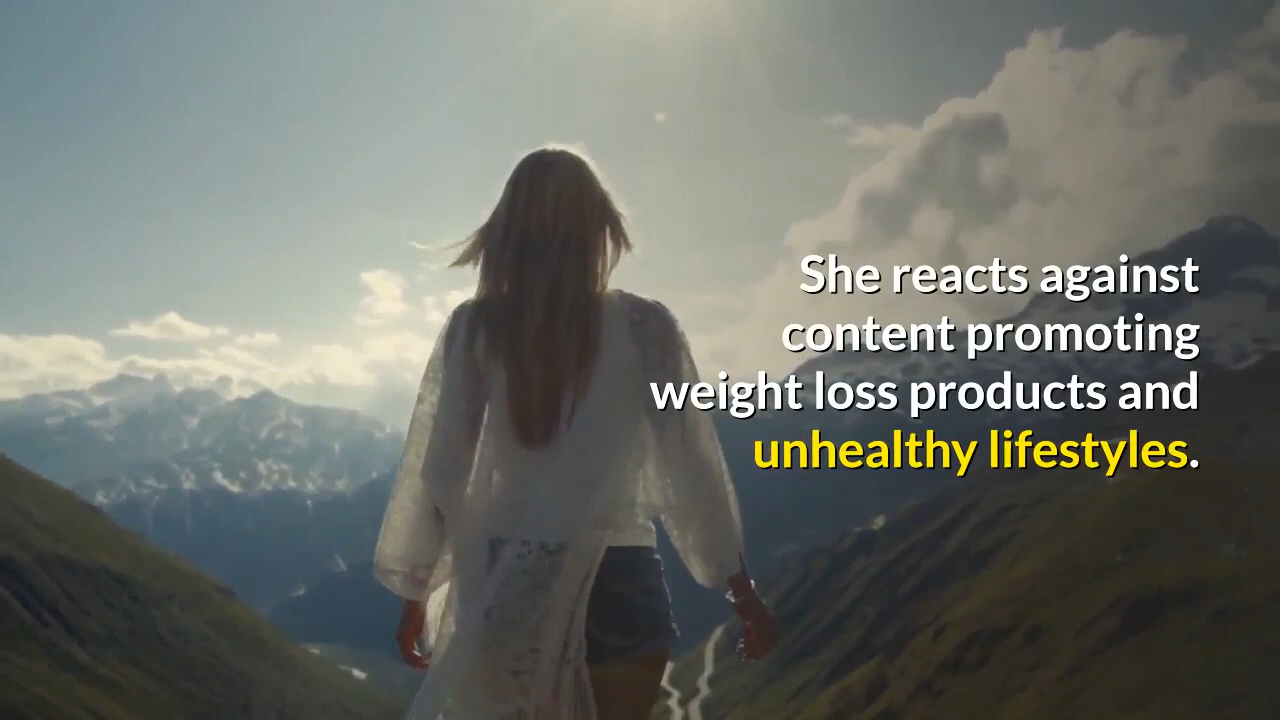 She reacts against
content promoting
weight loss products and
unhealthy lifestyles.